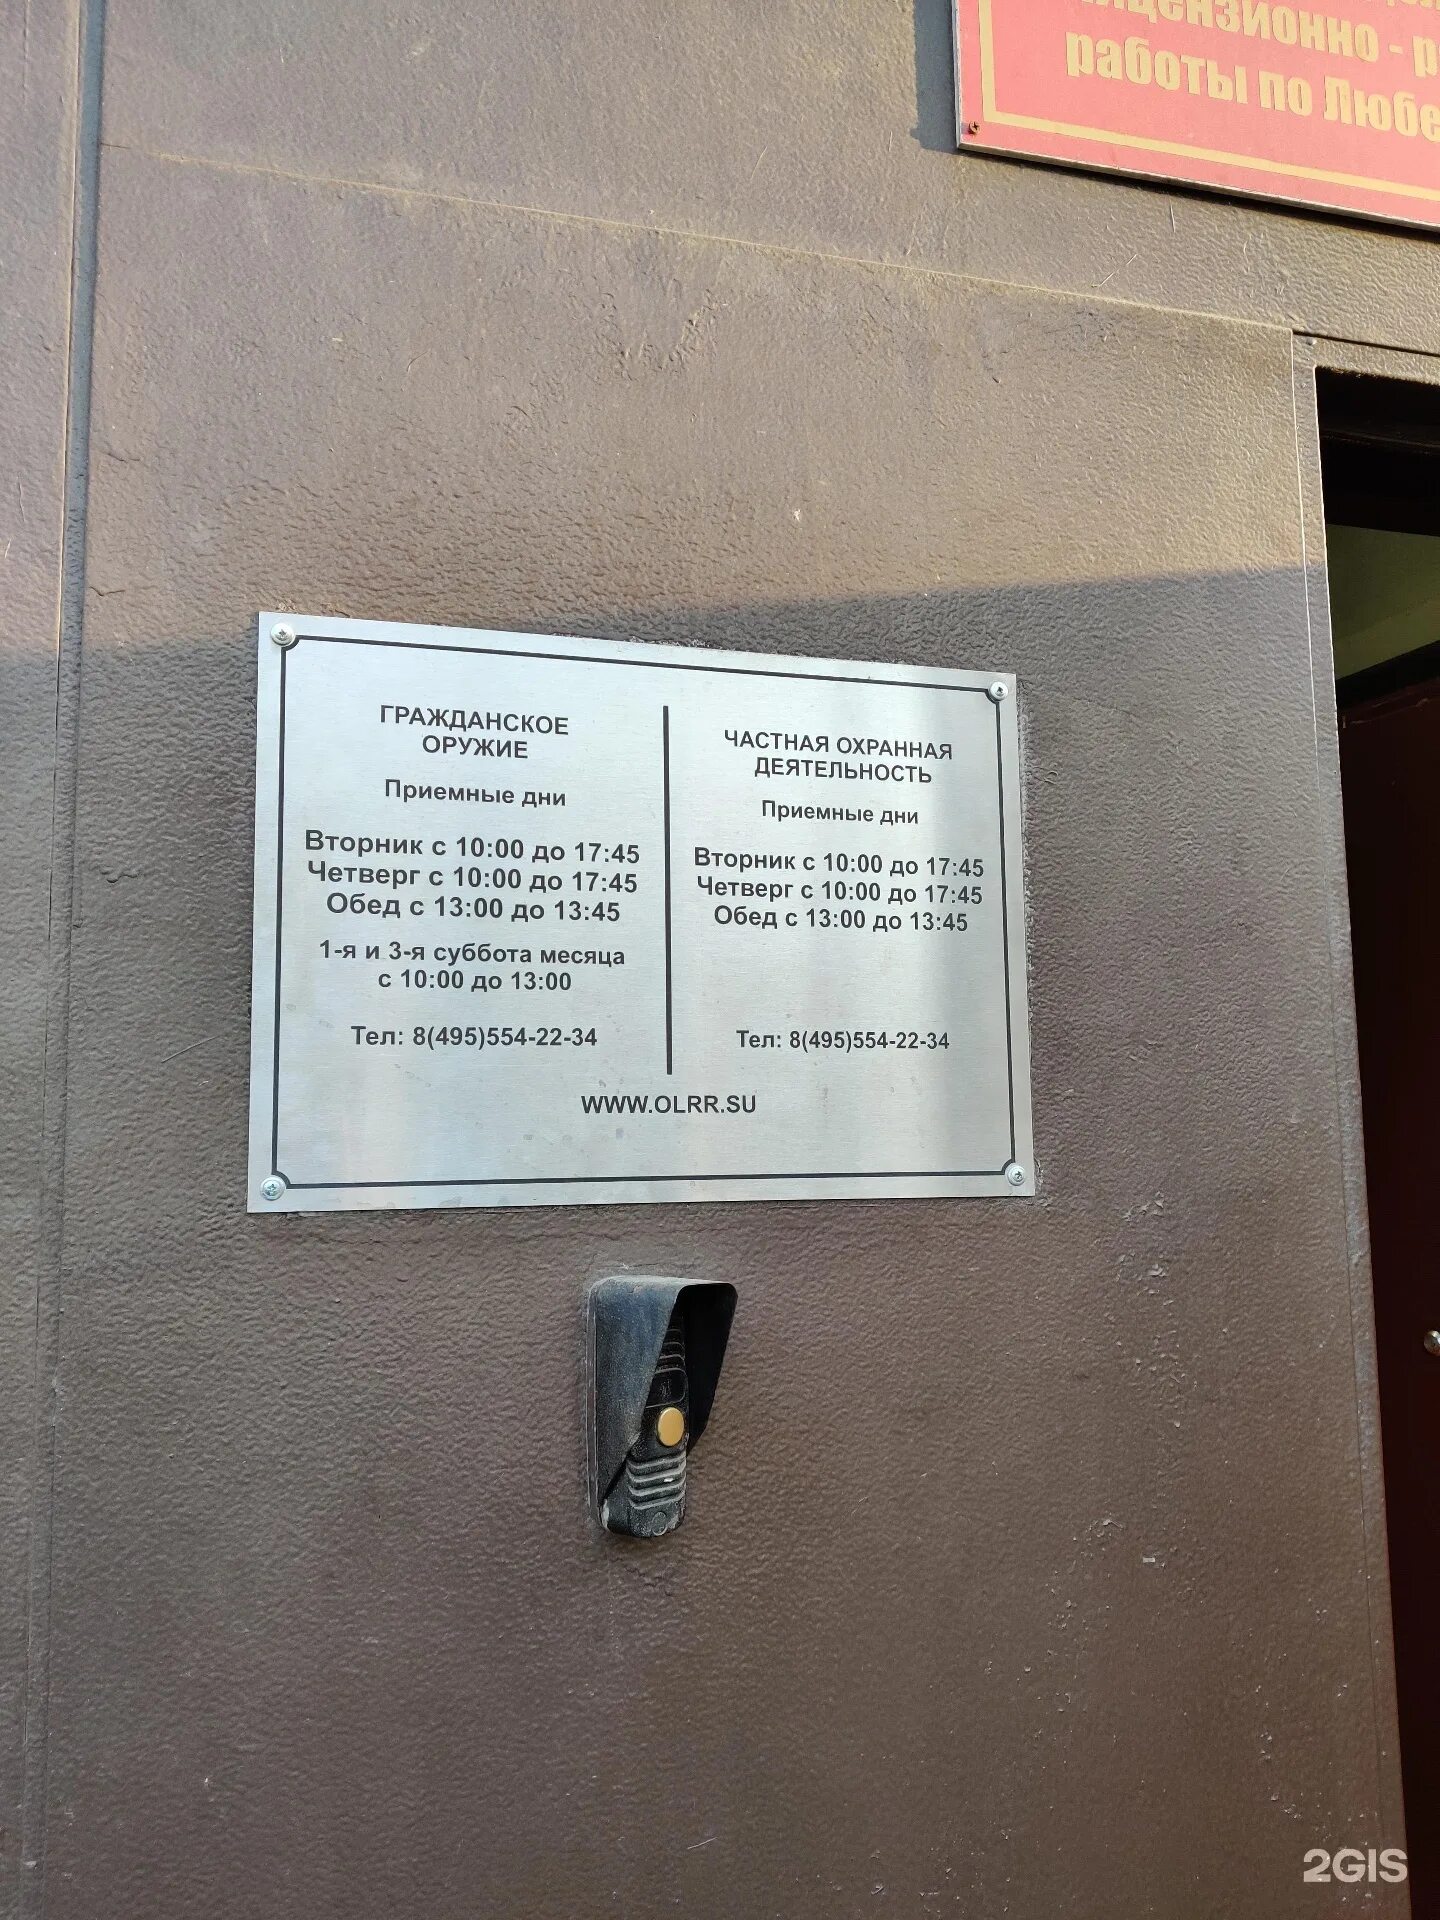 работы по
ГРАЖДАНСКОЕ
ОРУЖИЕ
Приемные дни
Вторник с 10:00 до 17:45
Четверг с 10:00 до 17:45
Обед с 13:00 до 13:45
1-я и 3-я суббота месяца
с 10:00 до 13:00
Тел: 8(495)554-22-34
ЧАСТНАЯ ОХРАННАЯ
ДЕЯТЕЛЬНОСТЬ
Приемные дни
Вторник с 10:00 до 17:45
Четверг с 10:00 до 17:45
Обед с 13:00 до 13:45
Тел: 8(495)554-22-34
WWW.OLRR.SU
2GIS